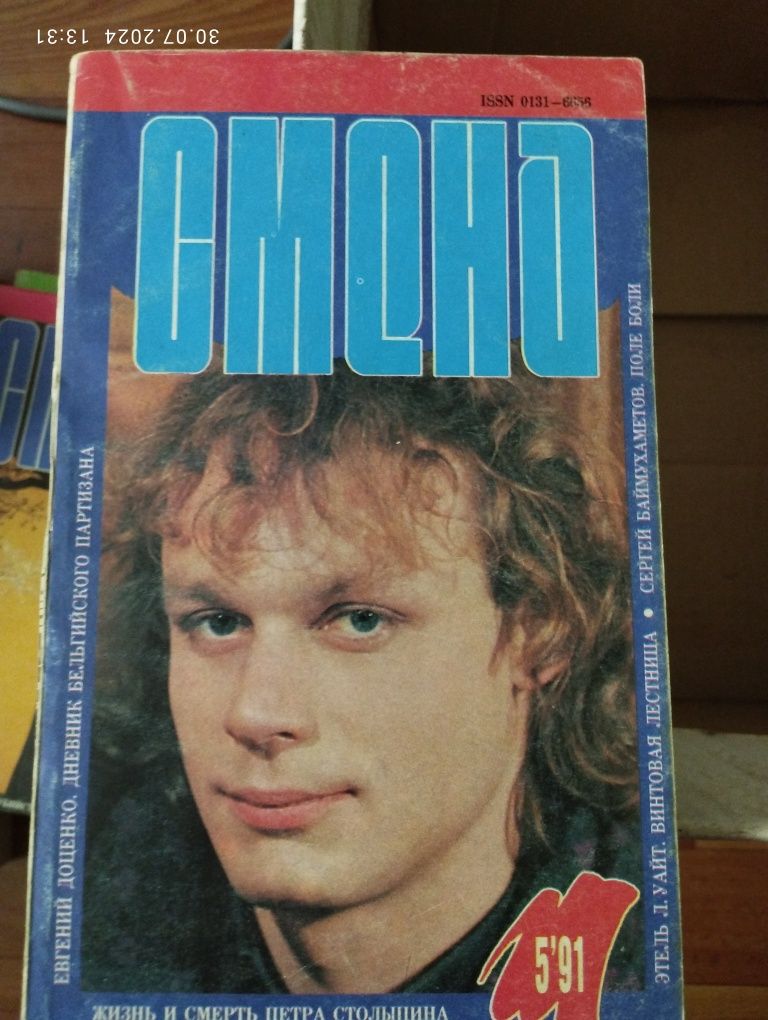 30.07.2024 13:31
ISSN 0131—6656
СМЕНА
ЕВГЕНИЙ ДОЦЕНКО. ДНЕВНИК БЕЛЬГИЙСКОГО ПАРТИЗАНА
ЭТЕЛЬ Л. УАЙТ. ВИНТОВАЯ ЛЕСТНИЦА • СЕРГЕЙ БАЙМУХАМЕТОВ. ПОЛЕ БОЛИ
5'91
ЖИЗНЬ И СМЕРТЬ ПЕТРА СТОЛЫПИНА